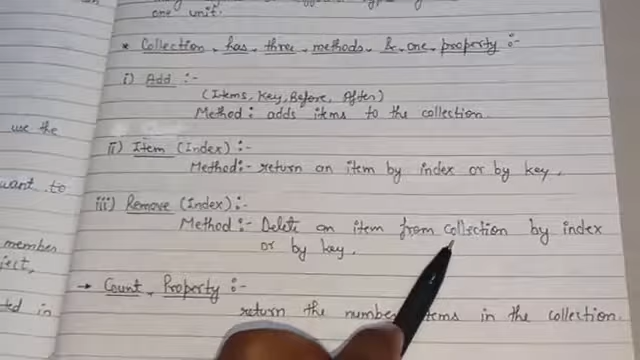 one unit.
* Collection has three methods & one property :-
i) Add :-
(Items, Key, Before, After)
Method : adds items to the collection.
ii) Item (Index) :-
Method :- return an item by index or by key.
iii) Remove (Index) :-
Method :- Delete an item from collection by index
or by key.
→ Count Property :-
return the number items in the collection.
use the
want to
member
ject,
ted in